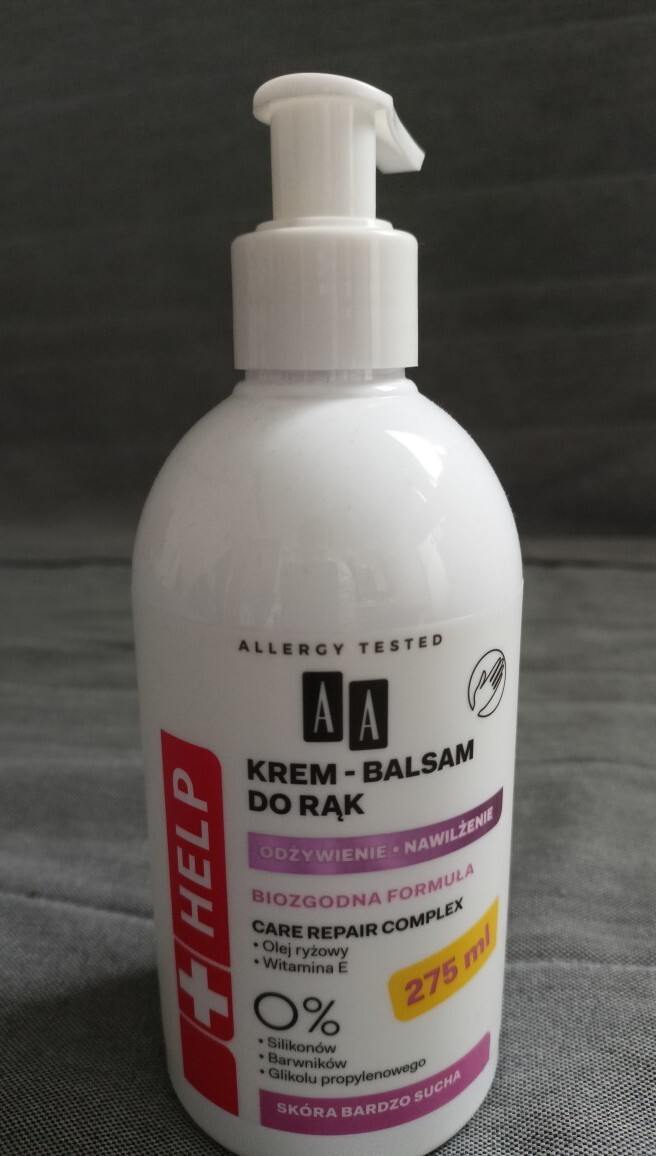 ALLERGY TESTED
AA
KREM - BALSAM
DO RĄK
ODŻYWIENIE • NAWILŻENIE
BIOZGODNA FORMUŁA
CARE REPAIR COMPLEX
• Olej ryżowy
• Witamina E
275 ml
0%
• Silikonów
• Barwników
• Glikolu propylenowego
SKÓRA BARDZO SUCHA
HELP